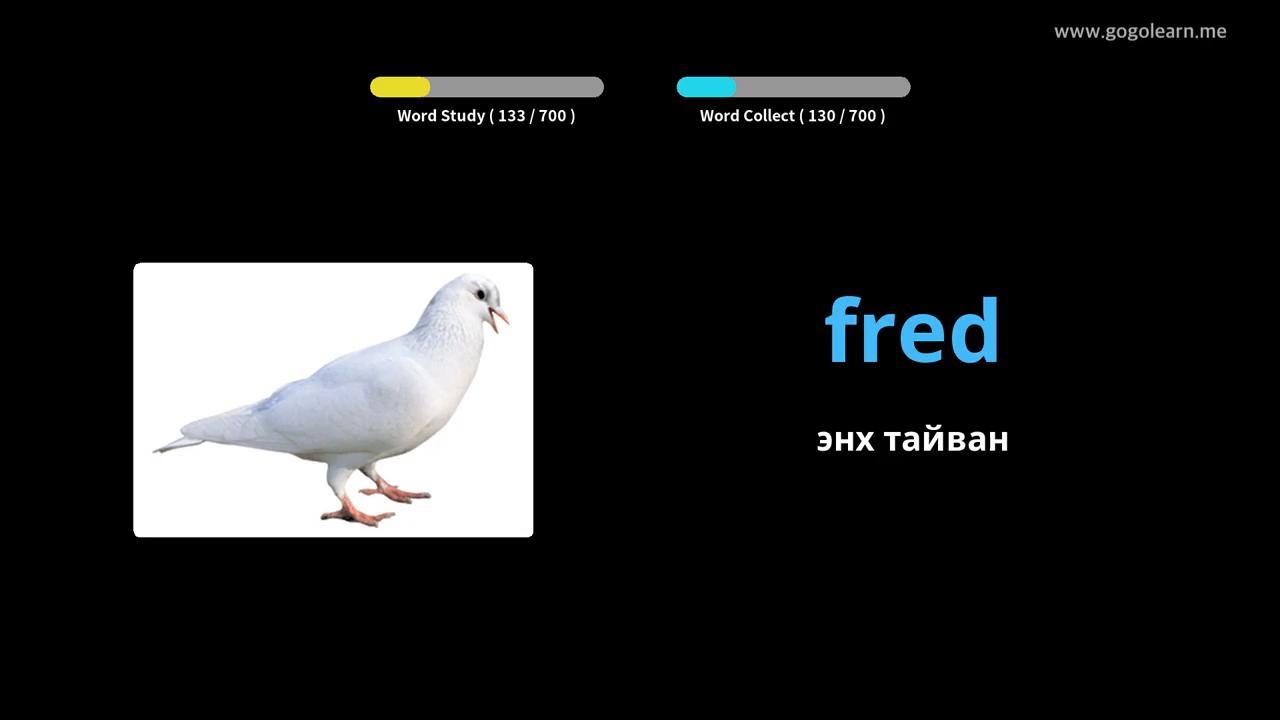 www.gogolearn.me
Word Study ( 133 / 700 )
Word Collect ( 130 / 700 )
fred
энх тайван